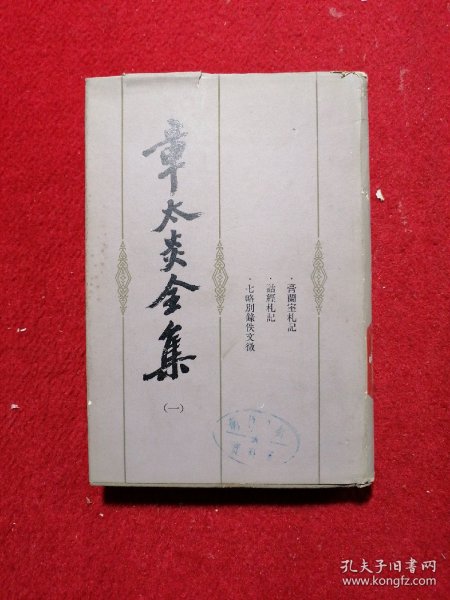 章太炎全集
(一)
·膏蘭室札記
·詁經札記
·七略別錄佚文徵
孔夫子旧书网
www.kongfz.com